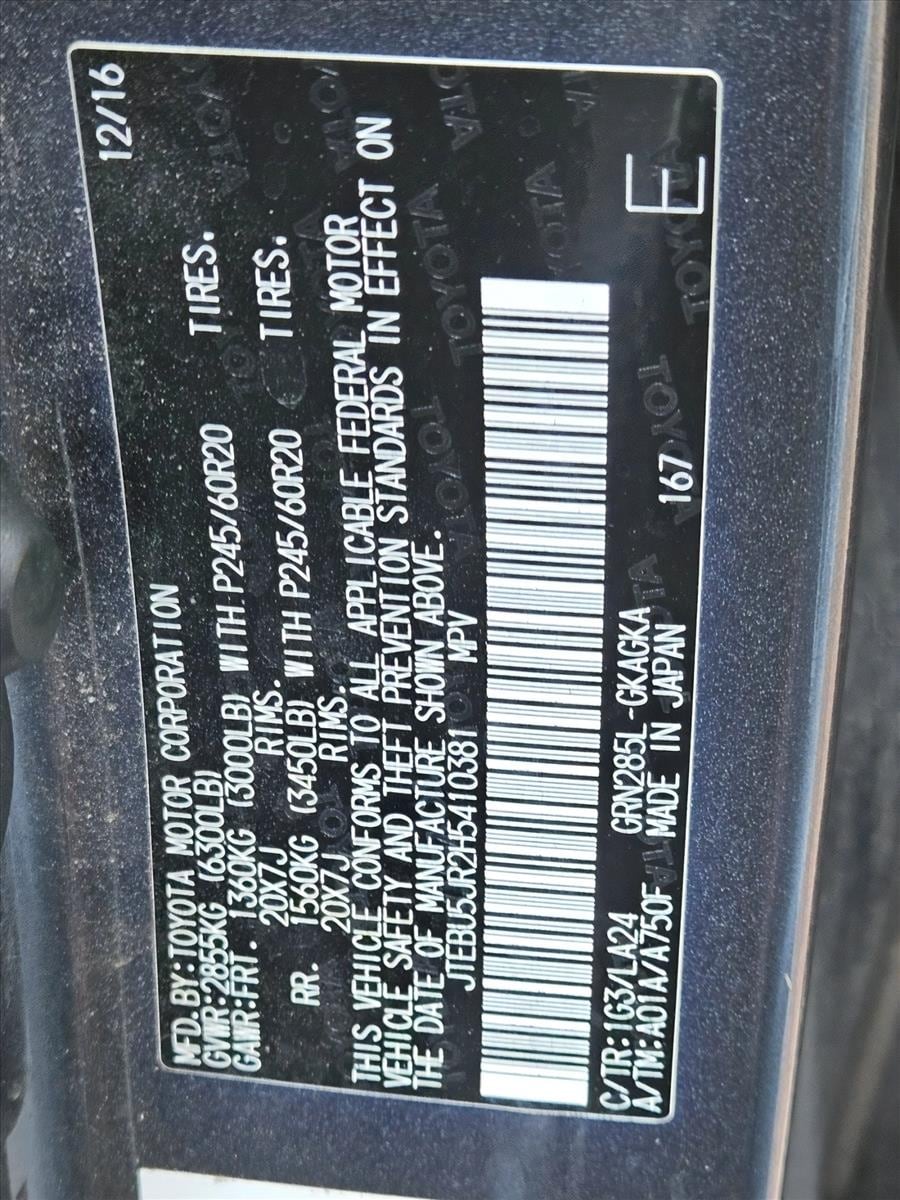 MFD.BY:TOYOTA MOTOR CORPORATION 12/16
GVWR:2855KG (6300LB)
GAWR:FRT. 1360KG (3000LB) WITH P245/60R20 TIRES.
20X7J RIMS.
RR. 1560KG (3450LB) WITH P245/60R20 TIRES.
20X7J RIMS.
THIS VEHICLE CONFORMS TO ALL APPLICABLE FEDERAL MOTOR
VEHICLE SAFETY AND THEFT PREVENTION STANDARDS IN EFFECT ON
THE DATE OF MANUFACTURE SHOWN ABOVE.
JTEBU5JR2H5410381 MPV
C/TR:1G3/LA24 GRN285L-GKAGKA
A/TM:A01A/A750F MADE IN JAPAN 167 E